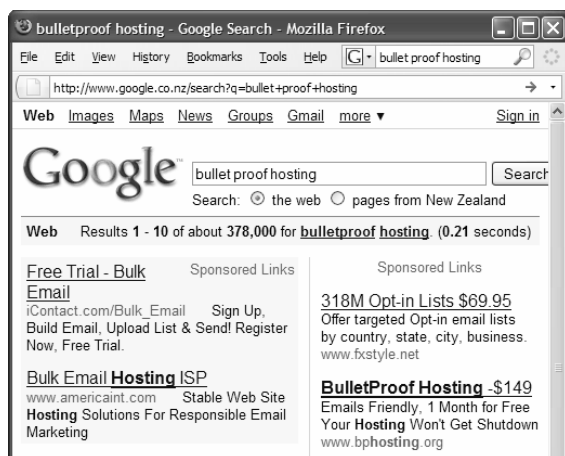 bulletproof hosting - Google Search - Mozilla Firefox
File Edit View History Bookmarks Tools Help G bullet proof hosting
http://www.google.co.nz/search?q=bullet+proof+hosting
Web Images Maps News Groups Gmail more ▼ Sign in
Google™ bullet proof hosting Search
Search: the web pages from New Zealand
Web Results 1 - 10 of about 378,000 for bulletproof hosting. (0.21 seconds)
Free Trial - Bulk Sponsored Links
Email
iContact.com/Bulk_Email Sign Up,
Build Email, Upload List & Send! Register
Now, Free Trial.
Bulk Email Hosting ISP
www.americaint.com Stable Web Site
Hosting Solutions For Responsible Email
Marketing
Sponsored Links
318M Opt-in Lists $69.95
Offer targeted Opt-in email lists
by country, state, city, business.
www.fxstyle.net
BulletProof Hosting -$149
Emails Friendly, 1 Month for Free
Your Hosting Won't Get Shutdown
www.bphosting.org